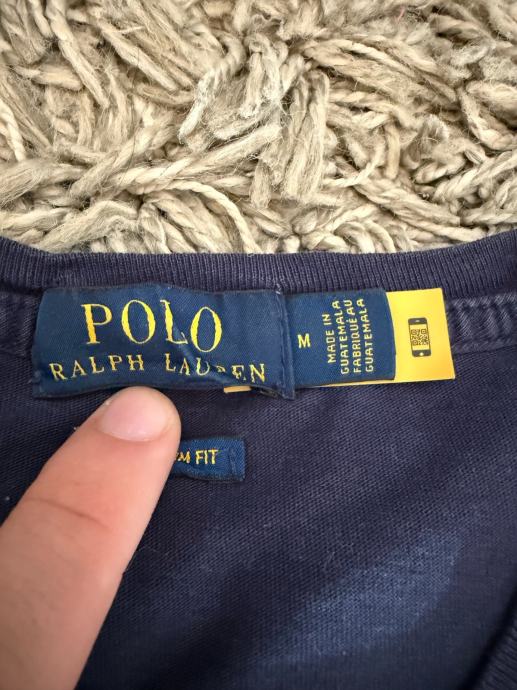 POLO
RALPH LAUREN
M
MADE IN
GUATEMALA
FABRIQUÉ AU
GUATEMALA
FIT